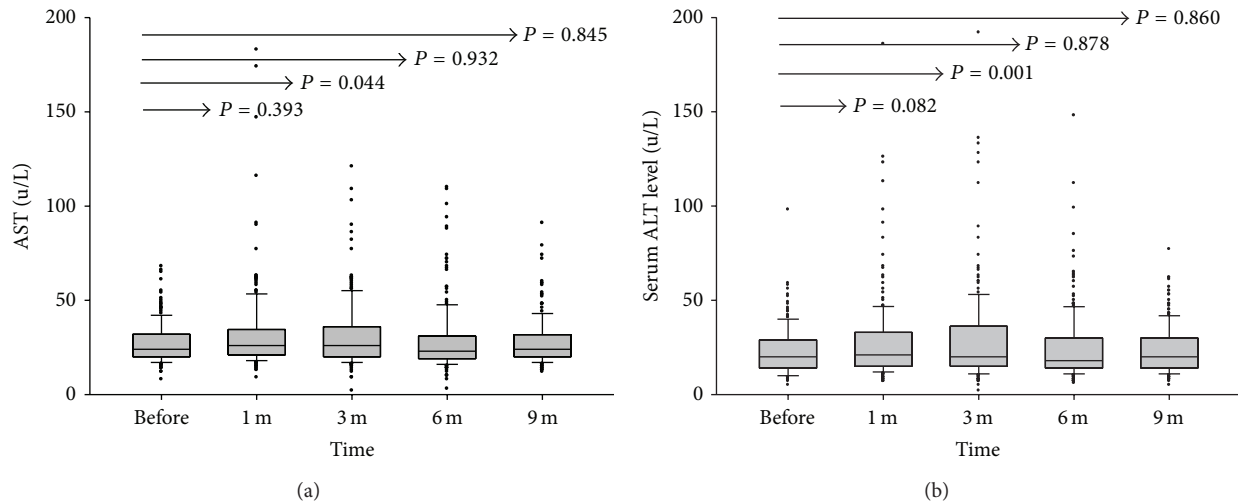 200
150
100
50
0
AST (u/L)
P = 0.845
P = 0.932
P = 0.044
P = 0.393
Before 1 m 3 m 6 m 9 m
Time
(a)
200
150
100
50
0
Serum ALT level (u/L)
P = 0.860
P = 0.878
P = 0.001
P = 0.082
Before 1 m 3 m 6 m 9 m
Time
(b)